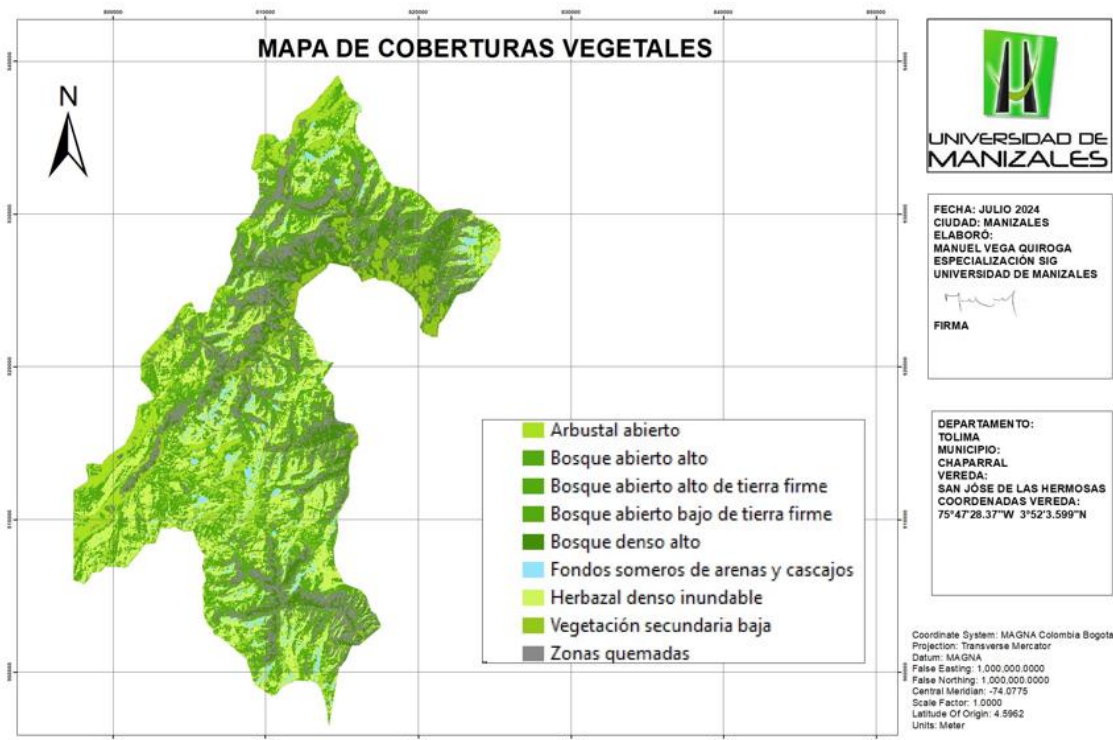 MAPA DE COBERTURAS VEGETALES
N
Arbustal abierto
Bosque abierto alto
Bosque abierto alto de tierra firme
Bosque abierto bajo de tierra firme
Bosque denso alto
Fondos someros de arenas y cascajos
Herbazal denso inundable
Vegetación secundaria baja
Zonas quemadas
UNIVERSIDAD DE
MANIZALES
FECHA: JULIO 2024
CIUDAD: MANIZALES
ELABORÓ:
MANUEL VEGA QUIROGA
ESPECIALIZACIÓN SIG
UNIVERSIDAD DE MANIZALES
FIRMA
DEPARTAMENTO:
TOLIMA
MUNICIPIO:
CHAPARRAL
VEREDA:
SAN JÓSE DE LAS HERMOSAS
COORDENADAS VEREDA:
75°47'28.37"W 3°52'3.599"N
Coordinate System: MAGNA Colombia Bogota
Projection: Transverse Mercator
Datum: MAGNA
False Easting: 1,000,000.0000
False Northing: 1,000,000.0000
Central Meridian: -74.0775
Scale Factor: 1.0000
Latitude Of Origin: 4.5962
Units: Meter